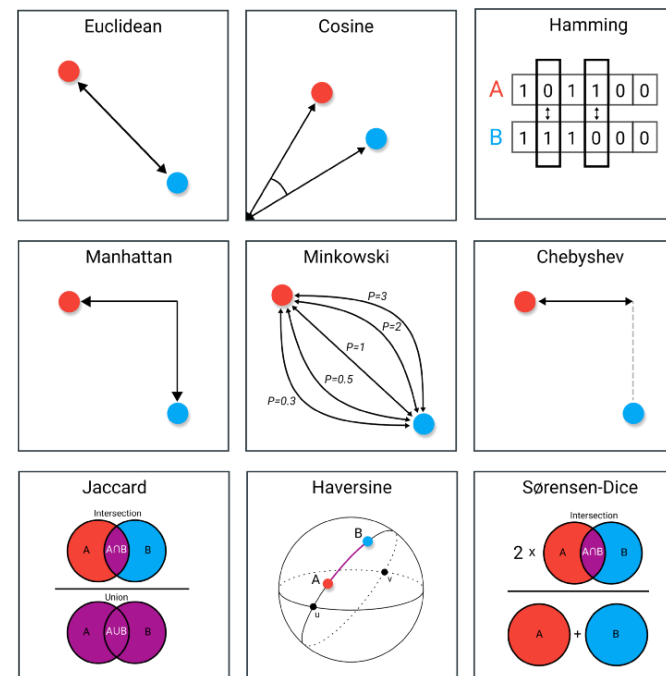 Euclidean
Cosine
Hamming
A 1 0 1 1 0 0
B 1 1 1 0 0 0
Manhattan
Minkowski
P=3
P=2
P=1
P=0.5
P=0.3
Chebyshev
Jaccard
Intersection
A A∩B B
Union
A A∪B B
Haversine
B
A
v
u
Sørensen-Dice
Intersection
2 x A A∩B B
A + B